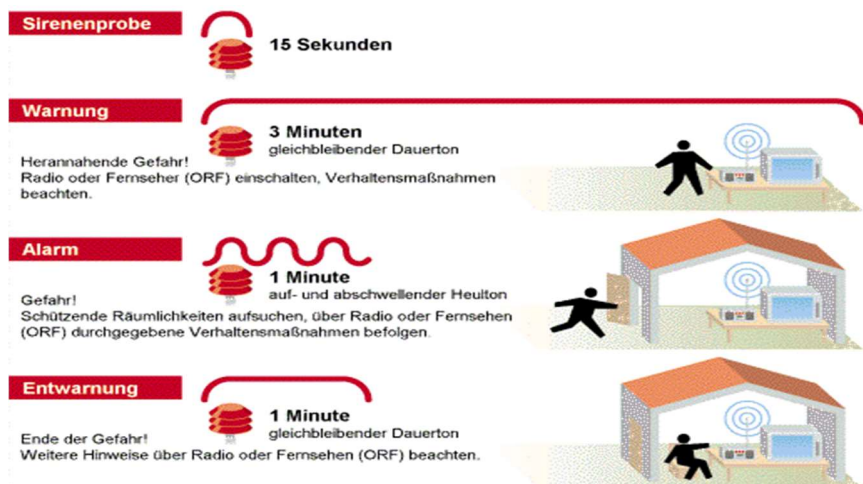 Sirenenprobe
15 Sekunden
Warnung
3 Minuten
gleichbleibender Dauerton
Herannahende Gefahr!
Radio oder Fernseher (ORF) einschalten, Verhaltensmaßnahmen
beachten.
Alarm
1 Minute
auf- und abschwellender Heulton
Gefahr!
Schützende Räumlichkeiten aufsuchen, über Radio oder Fernsehen
(ORF) durchgegebene Verhaltensmaßnahmen befolgen.
Entwarnung
1 Minute
gleichbleibender Dauerton
Ende der Gefahr!
Weitere Hinweise über Radio oder Fernsehen (ORF) beachten.